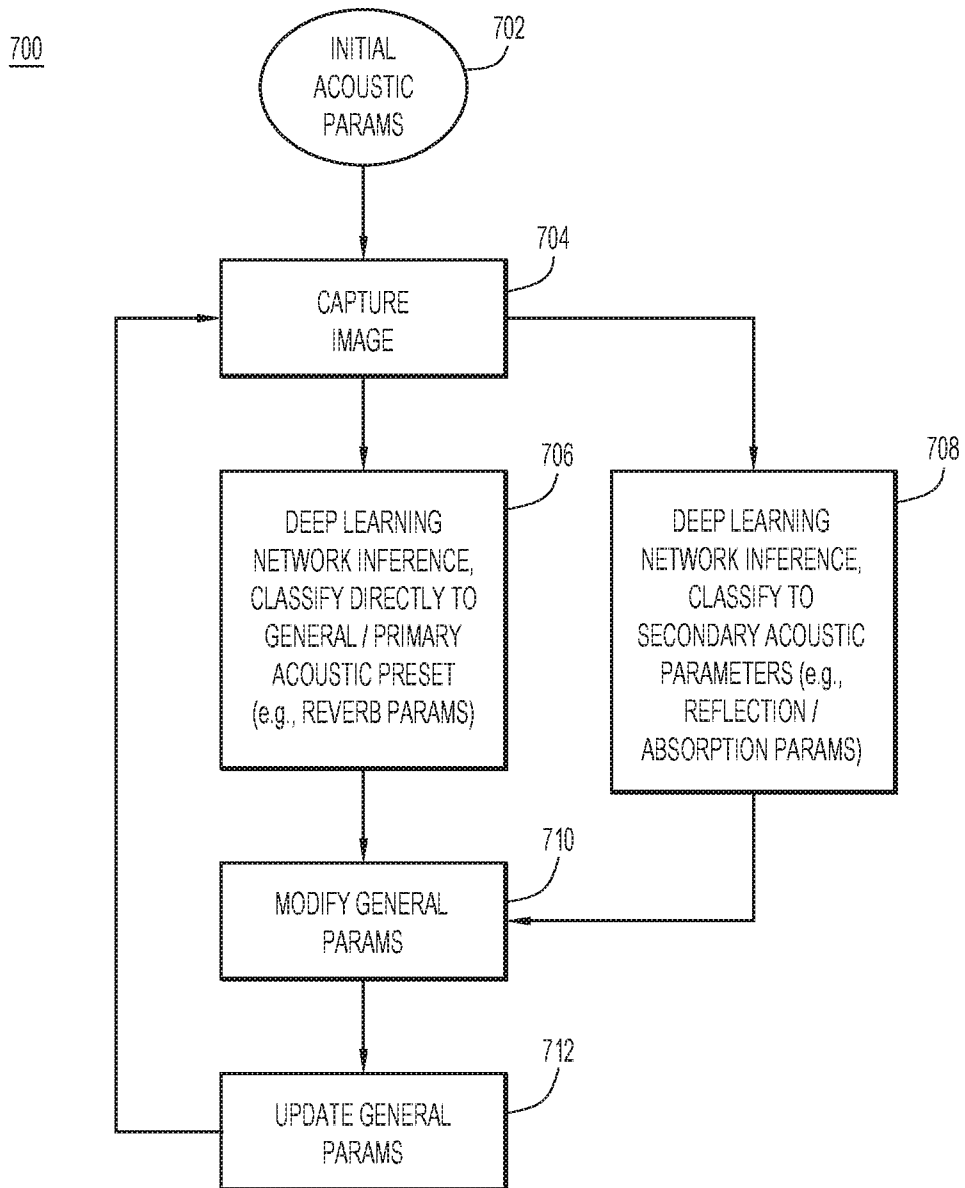 700
702
INITIAL
ACOUSTIC
PARAMS
704
CAPTURE
IMAGE
706
DEEP LEARNING
NETWORK INFERENCE,
CLASSIFY DIRECTLY TO
GENERAL / PRIMARY
ACOUSTIC PRESET
(e.g., REVERB PARAMS)
708
DEEP LEARNING
NETWORK INFERENCE,
CLASSIFY TO
SECONDARY ACOUSTIC
PARAMETERS (e.g.,
REFLECTION /
ABSORPTION PARAMS)
710
MODIFY GENERAL
PARAMS
712
UPDATE GENERAL
PARAMS